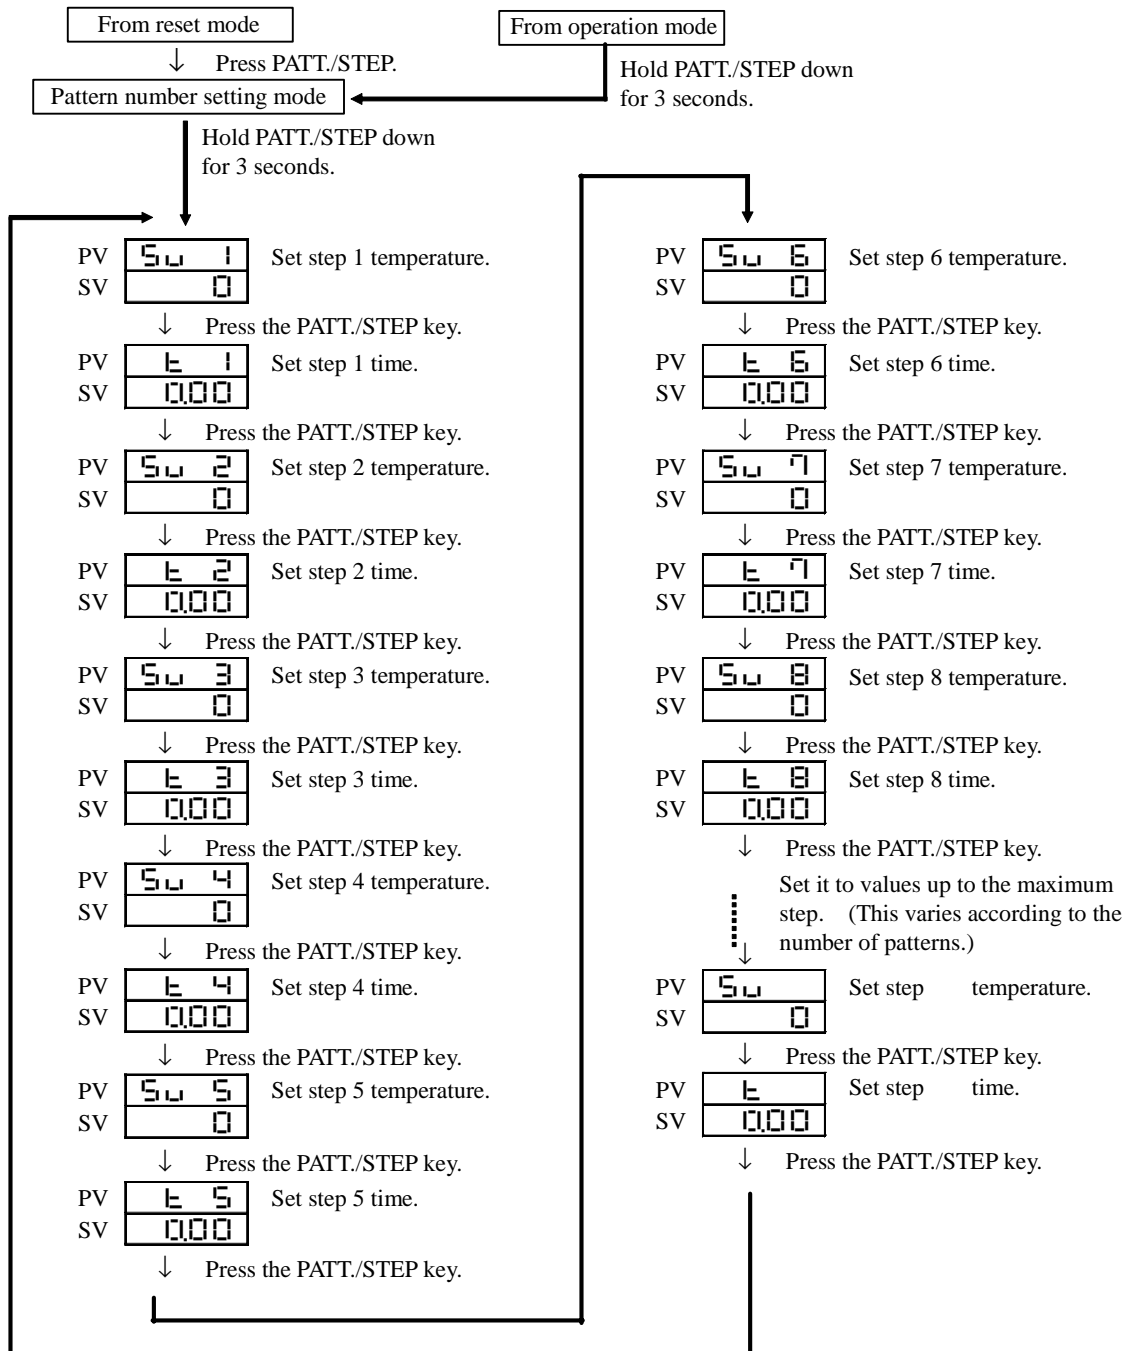 From reset mode
From operation mode
↓ Press PATT./STEP.
Hold PATT./STEP down
for 3 seconds.
Pattern number setting mode
Hold PATT./STEP down
for 3 seconds.
PV Su 1 Set step 1 temperature.
SV 0
↓ Press the PATT./STEP key.
PV t 1 Set step 1 time.
SV 0.00
↓ Press the PATT./STEP key.
PV Su 2 Set step 2 temperature.
SV 0
↓ Press the PATT./STEP key.
PV t 2 Set step 2 time.
SV 0.00
↓ Press the PATT./STEP key.
PV Su 3 Set step 3 temperature.
SV 0
↓ Press the PATT./STEP key.
PV t 3 Set step 3 time.
SV 0.00
↓ Press the PATT./STEP key.
PV Su 4 Set step 4 temperature.
SV 0
↓ Press the PATT./STEP key.
PV t 4 Set step 4 time.
SV 0.00
↓ Press the PATT./STEP key.
PV Su 5 Set step 5 temperature.
SV 0
↓ Press the PATT./STEP key.
PV t 5 Set step 5 time.
SV 0.00
↓ Press the PATT./STEP key.
PV Su 6 Set step 6 temperature.
SV 0
↓ Press the PATT./STEP key.
PV t 6 Set step 6 time.
SV 0.00
↓ Press the PATT./STEP key.
PV Su 7 Set step 7 temperature.
SV 0
↓ Press the PATT./STEP key.
PV t 7 Set step 7 time.
SV 0.00
↓ Press the PATT./STEP key.
PV Su 8 Set step 8 temperature.
SV 0
↓ Press the PATT./STEP key.
PV t 8 Set step 8 time.
SV 0.00
↓ Press the PATT./STEP key.
Set it to values up to the maximum
step. (This varies according to the
number of patterns.)
PV Su Set step temperature.
SV 0
↓ Press the PATT./STEP key.
PV t Set step time.
SV 0.00
↓ Press the PATT./STEP key.